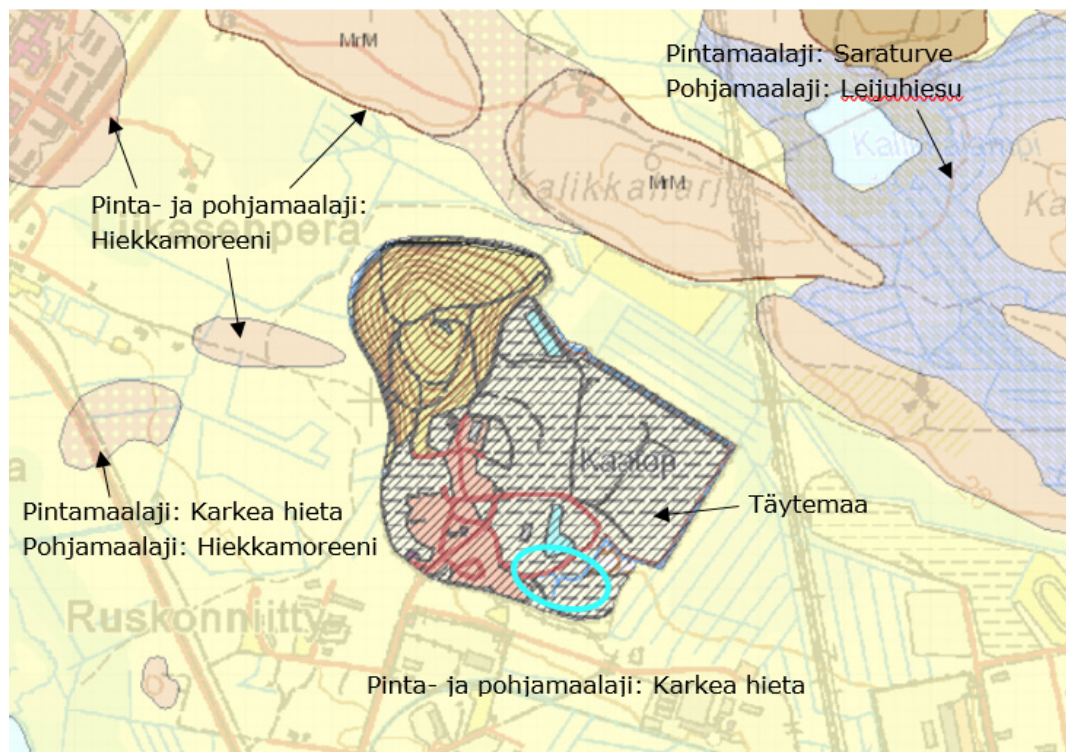 MrM
Pintamaalaji: Saraturve
Pohjamaalaji: Leijuhiesu
MrM
Pinta- ja pohjamaalaji:
Hiekkamoreeni
Kaatop
Täytemaa
Pintamaalaji: Karkea hieta
Pohjamaalaji: Hiekkamoreeni
Ruskonniitty
Pinta- ja pohjamaalaji: Karkea hieta